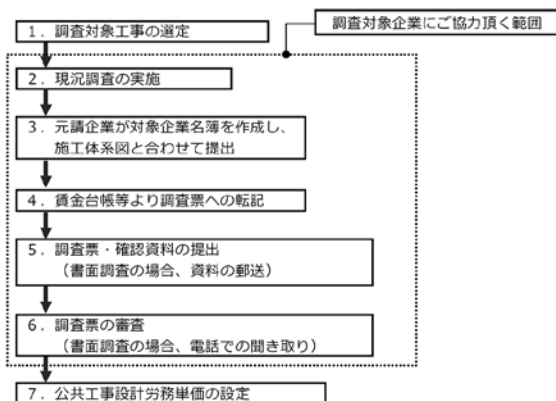 調査対象企業にご協力頂く範囲
1．調査対象工事の選定
2．現況調査の実施
3．元請企業が対象企業名簿を作成し、
施工体系図と合わせて提出
4．賃金台帳等より調査票への転記
5．調査票・確認資料の提出
（書面調査の場合、資料の郵送）
6．調査票の審査
（書面調査の場合、電話での聞き取り）
7．公共工事設計労務単価の設定